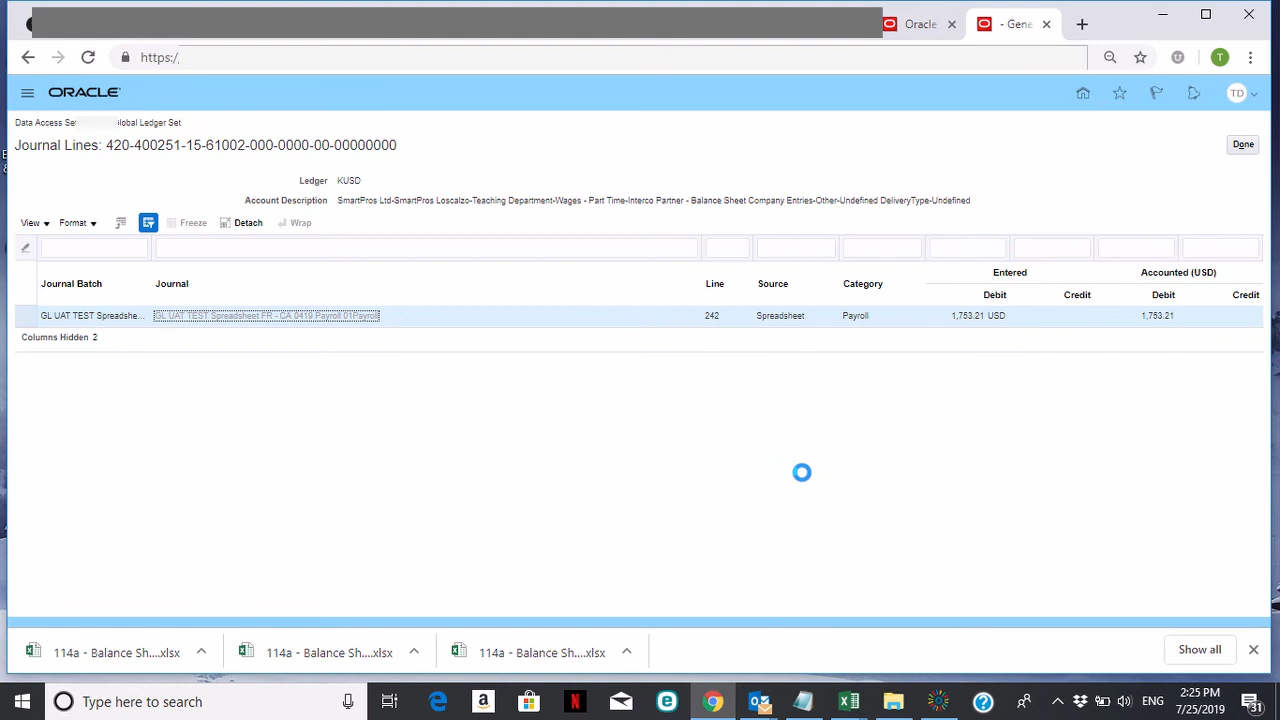 Oracle
- Gene
https:/
ORACLE
TD
Data Access Se lobal Ledger Set
Journal Lines: 420-400251-15-61002-000-0000-00-00000000
Done
Ledger KUSD
Account Description SmartPros Ltd-SmartPros Loscalzo-Teaching Department-Wages - Part Time-Interco Partner - Balance Sheet Company Entries-Other-Undefined DeliveryType-Undefined
View Format Freeze Detach Wrap
Entered Accounted (USD)
Journal Batch Journal Line Source Category Debit Credit Debit Credit
GL UAT TEST Spreadshe... GL UAT TEST Spreadsheet FR - CA 0419 Payroll 01Payroll 242 Spreadsheet Payroll 1,753.21 USD 1,753.21
Columns Hidden 2
114a - Balance Sh....xlsx 114a - Balance Sh....xlsx 114a - Balance Sh....xlsx Show all
Type here to search
ENG
2:25 PM
7/25/2019
31